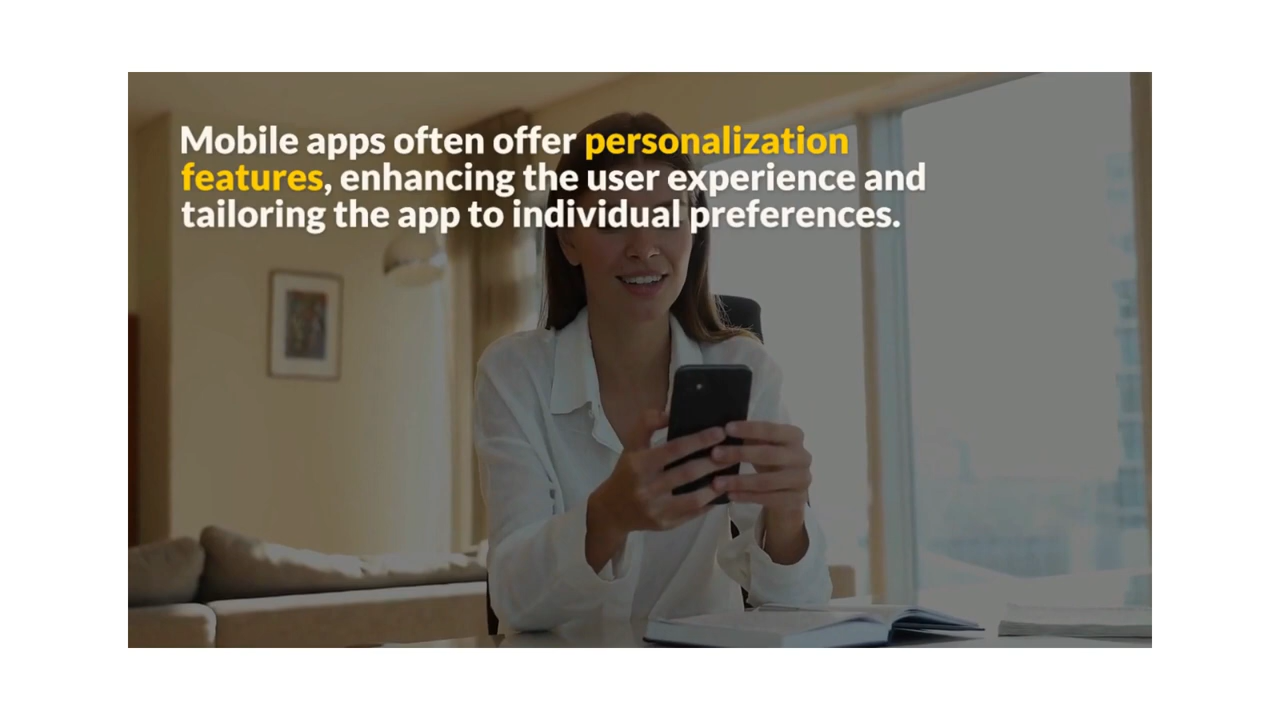 Mobile apps often offer personalization
features, enhancing the user experience and
tailoring the app to individual preferences.